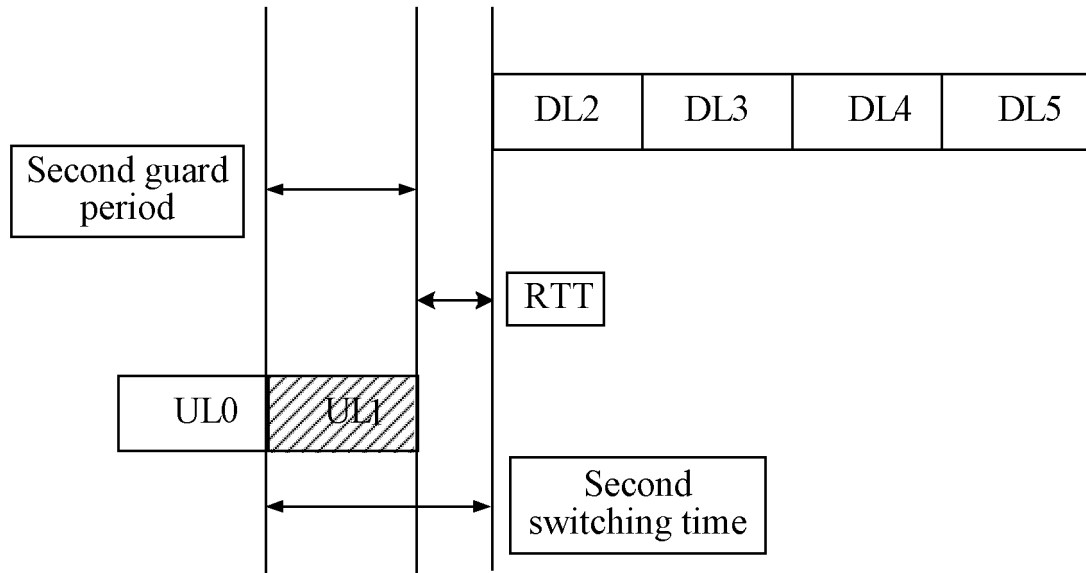 DL2 DL3 DL4 DL5
Second guard
period
RTT
UL0 UL1
Second
switching time